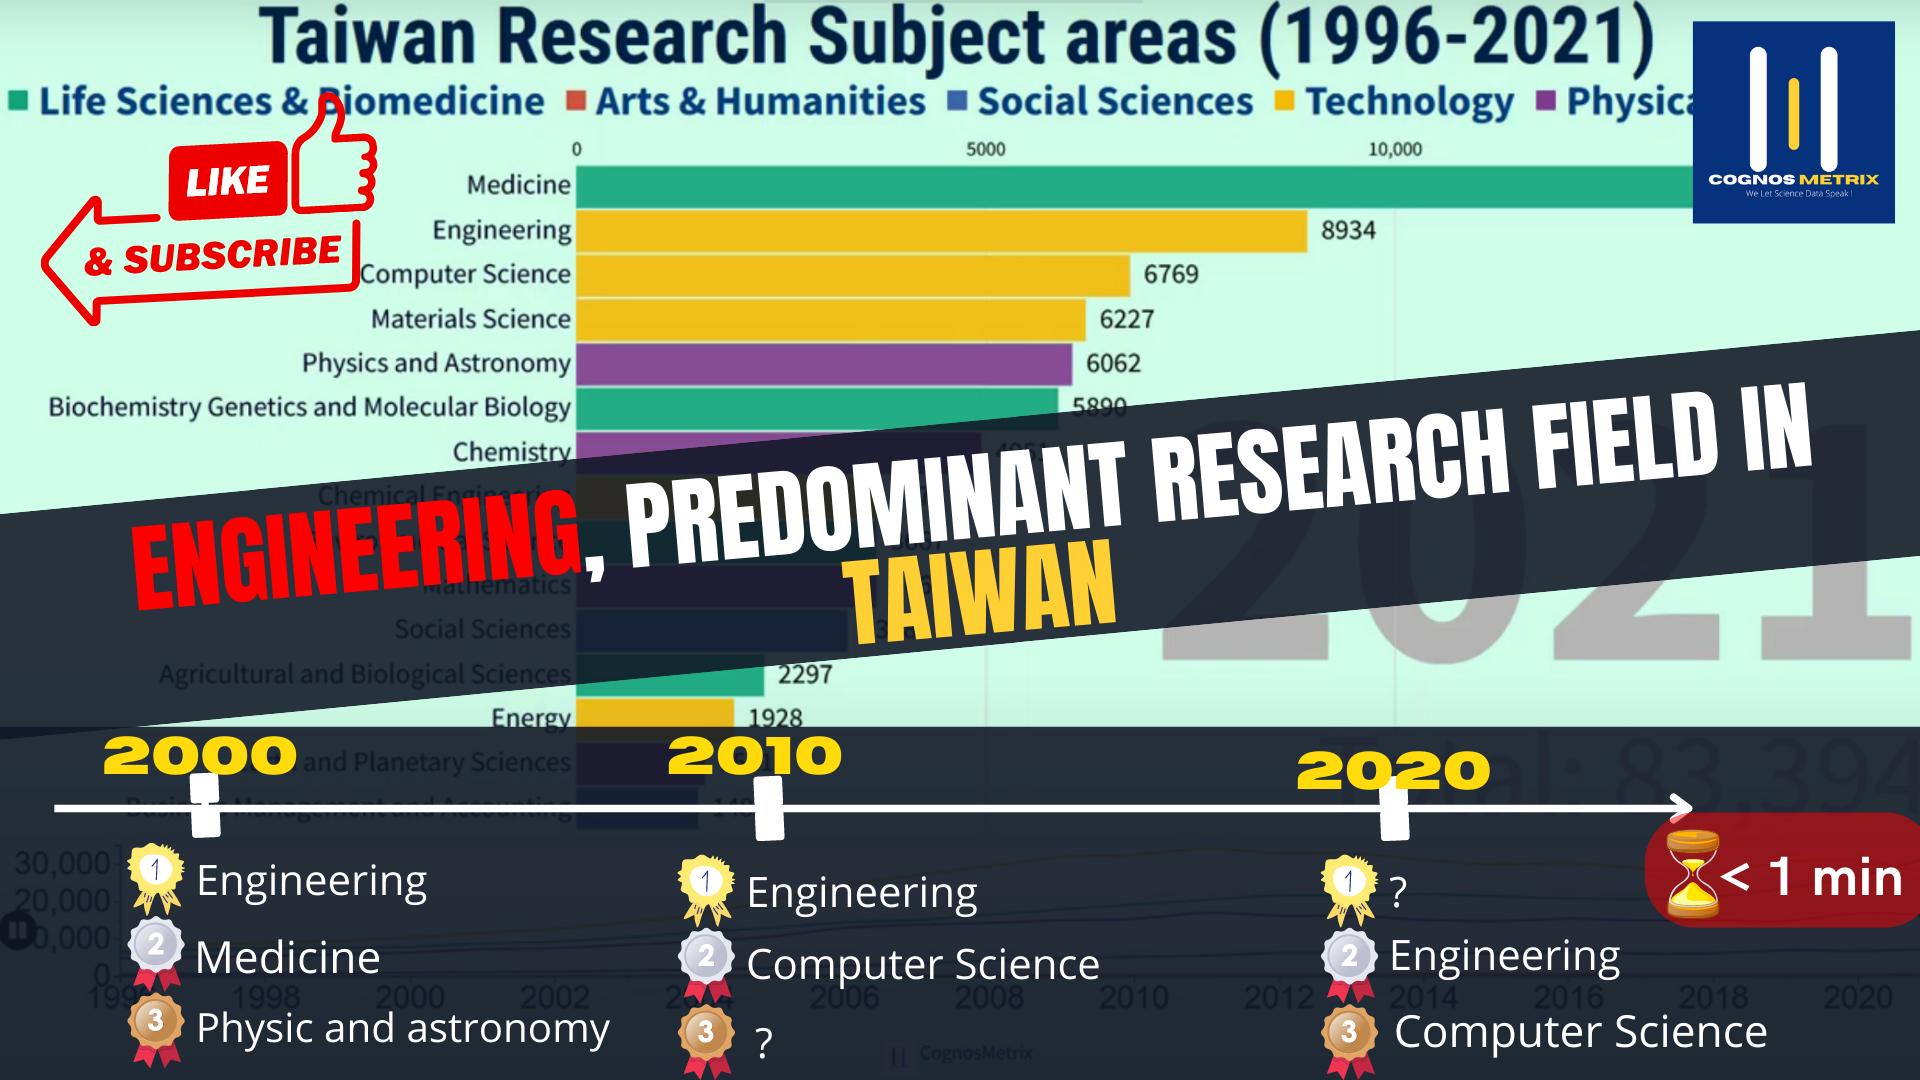 Taiwan Research Subject areas (1996-2021)
Life Sciences & Biomedicine Arts & Humanities Social Sciences Technology Physica
COGNOS METRIX
We Let Science Data Speak !
LIKE
& SUBSCRIBE
0 5000 10,000
Medicine
Engineering 8934
Computer Science 6769
Materials Science 6227
Physics and Astronomy 6062
Biochemistry Genetics and Molecular Biology 5890
Chemistry
Chemical Engineering
Mathematics
Social Sciences
Agricultural and Biological Sciences 2297
Energy 1928
and Planetary Sciences
Business Management and Accounting
2021
Total: 83,394
ENGINEERING, PREDOMINANT RESEARCH FIELD IN
TAIWAN
2000 2010 2020
1 Engineering
2 Medicine
3 Physic and astronomy
1 Engineering
2 Computer Science
3 ?
1 ?
2 Engineering
3 Computer Science
< 1 min
30,000
20,000
0
1998 2000 2002 2006 2008 2010 2012 2014 2016 2018 2020
CognosMetrix